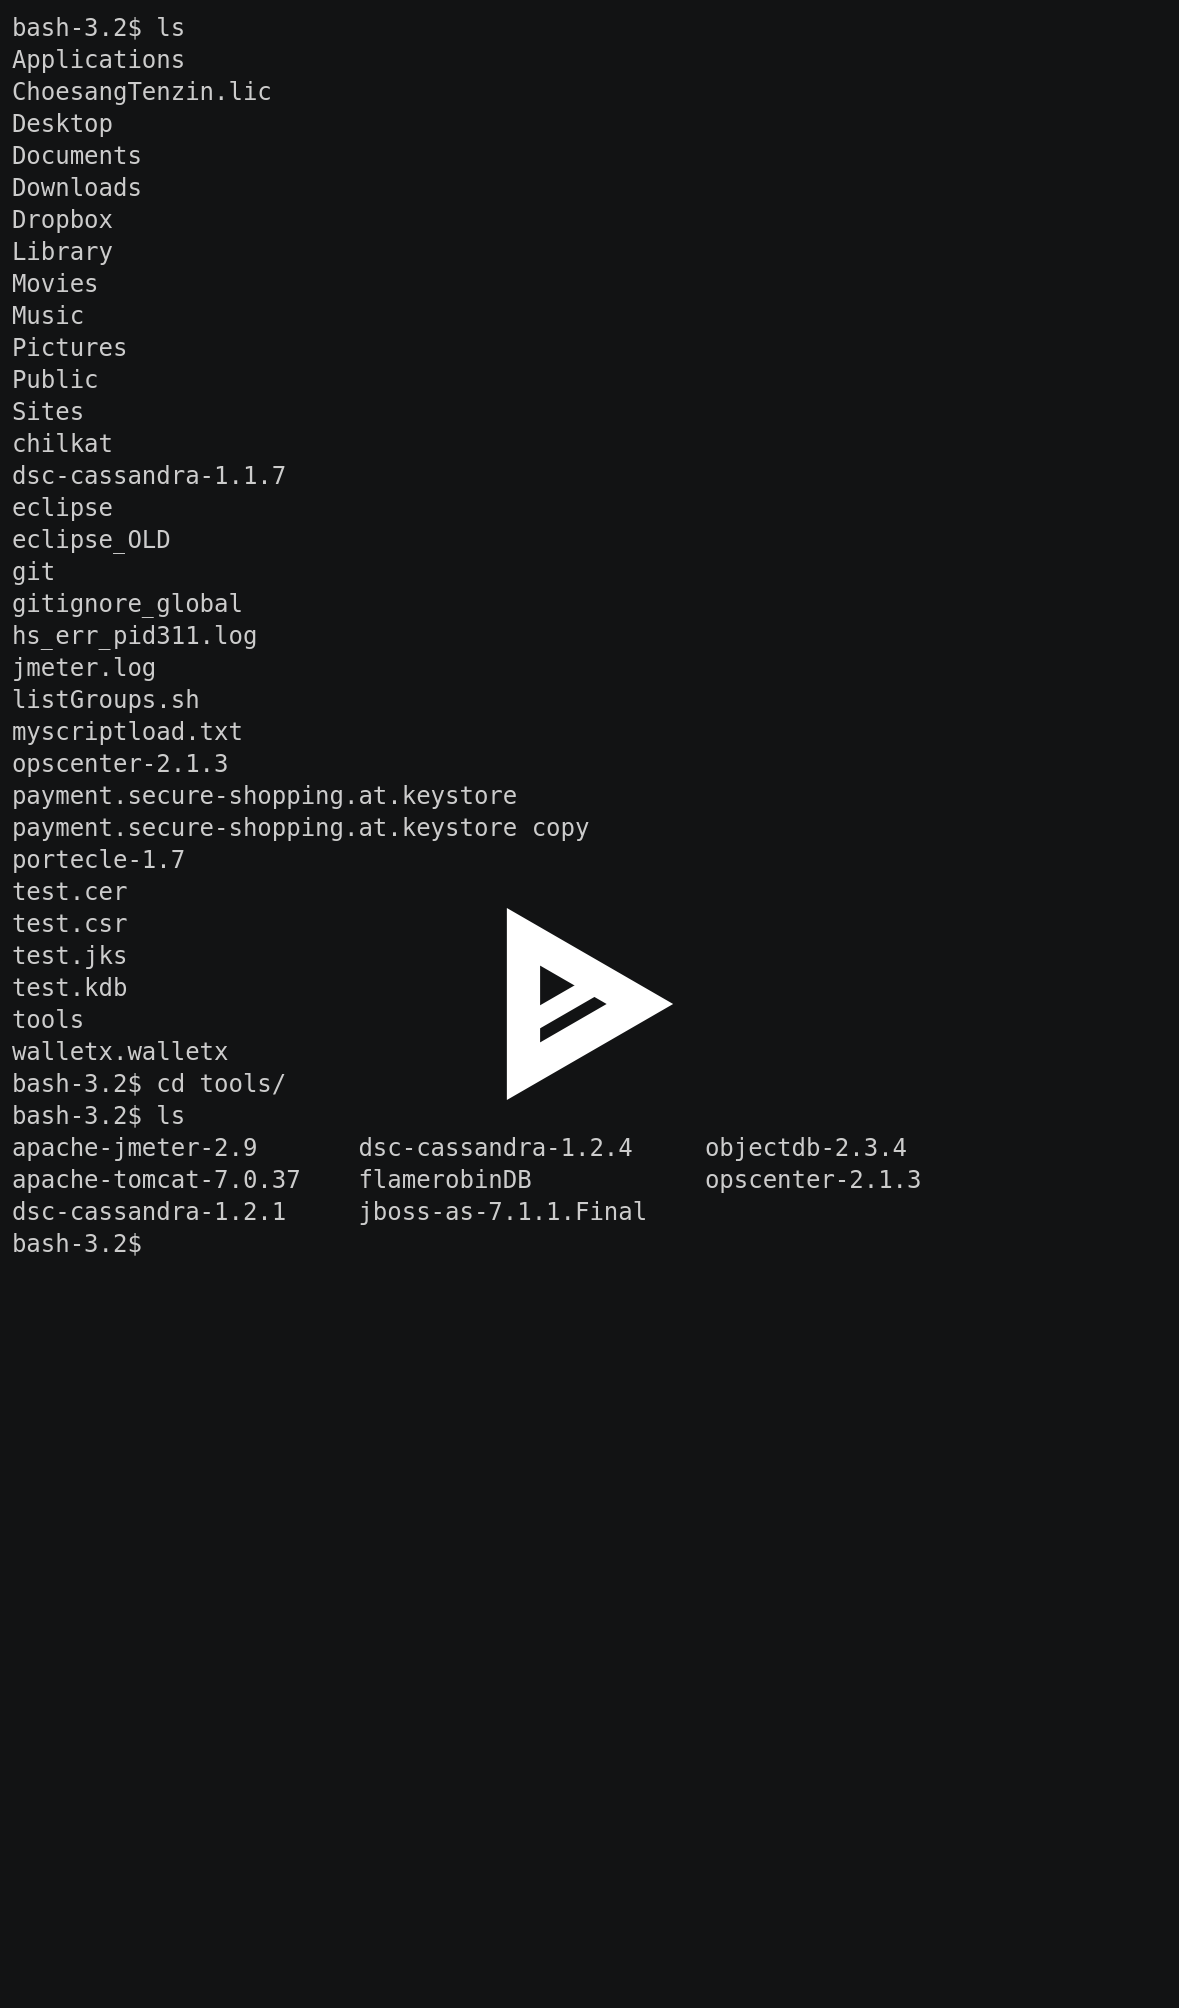 bash-3.2$ ls
Applications
ChoesangTenzin.lic
Desktop
Documents
Downloads
Dropbox
Library
Movies
Music
Pictures
Public
Sites
chilkat
dsc-cassandra-1.1.7
eclipse
eclipse_OLD
git
gitignore_global
hs_err_pid311.log
jmeter.log
listGroups.sh
myscriptload.txt
opscenter-2.1.3
payment.secure-shopping.at.keystore
payment.secure-shopping.at.keystore copy
portecle-1.7
test.cer
test.csr
test.jks
test.kdb
tools
walletx.walletx
bash-3.2$ cd tools/
bash-3.2$ ls
apache-jmeter-2.9       dsc-cassandra-1.2.4     objectdb-2.3.4
apache-tomcat-7.0.37    flamerobinDB            opscenter-2.1.3
dsc-cassandra-1.2.1     jboss-as-7.1.1.Final
bash-3.2$